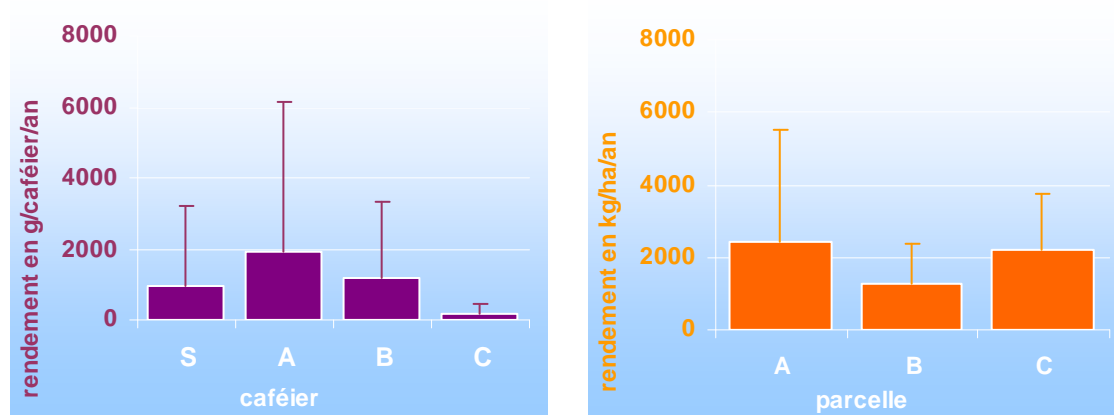 rendement en g/caféier/an
8000
6000
4000
2000
0
S A B C
caféier
rendement en kg/ha/an
8000
6000
4000
2000
0
A B C
parcelle